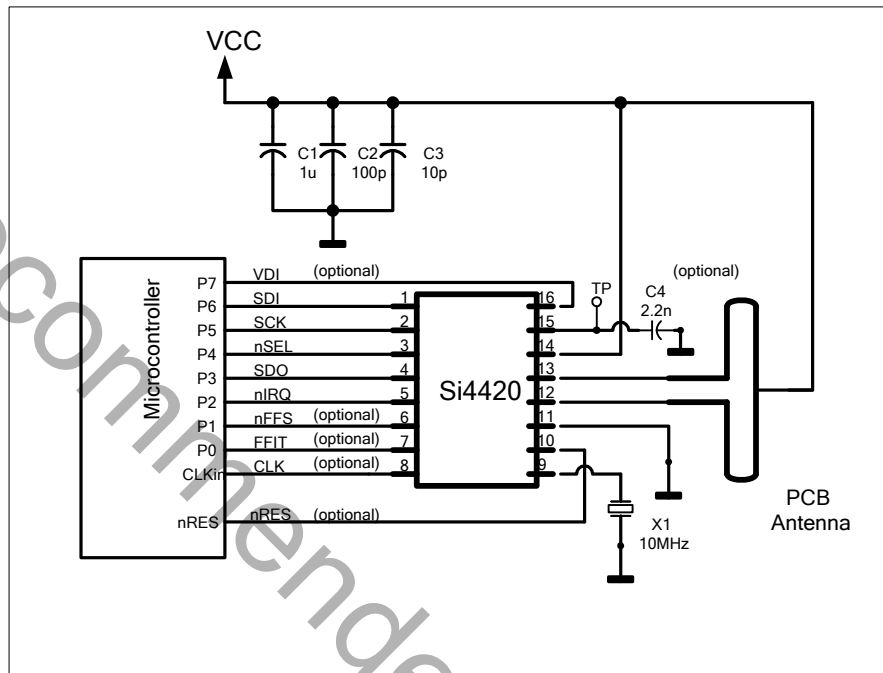 VCC
C1
1u
C2
100p
C3
10p
Microcontroller
P7 VDI (optional)
P6 SDI 1
P5 SCK 2
P4 nSEL 3
P3 SDO 4
P2 nIRQ 5
P1 nFFS (optional) 6
P0 FFIT (optional) 7
CLKin CLK (optional) 8
nRES nRES (optional)
Si4420
16
15
14
13
12
11
10
9
TP
C4
2.2n
(optional)
X1
10MHz
PCB
Antenna
ecommende